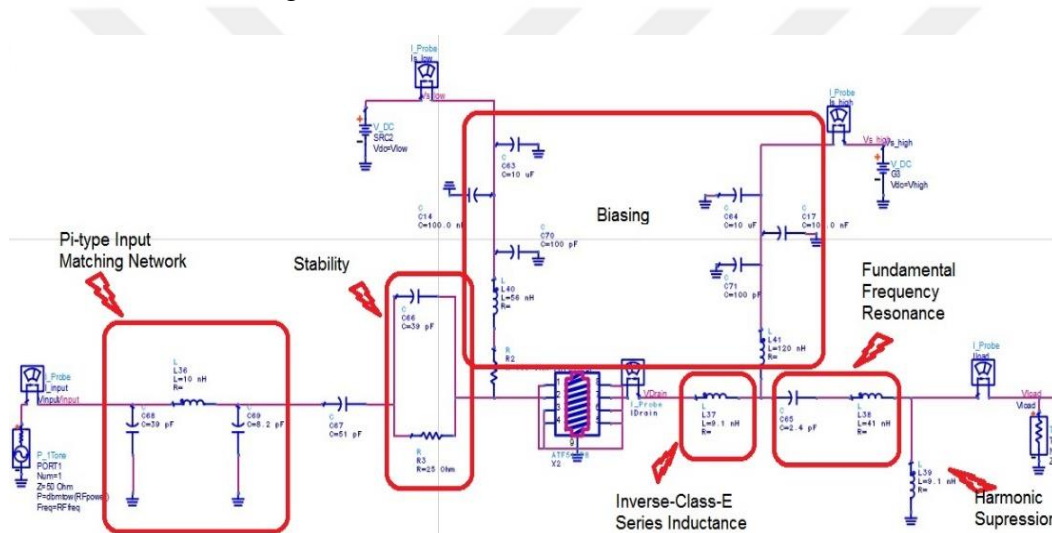 I_Probe
Is_low
Vs_low
V_DC
SRC2
Vdc=Vlow
C
C63
C=10 uF
C
C14
C=100.0 nF
C
C70
C=100 pF
L
L40
L=56 nH
R=
R
R2
Biasing
I_Probe
Is_high
Vs_high
Vs_high
V_DC
G3
Vdc=Vhigh
C
C64
C=10 uF
C
C17
C
C71
C=100 pF
L
L41
L=120 nH
R=
Pi-type Input
Matching Network
Stability
Fundamental
Frequency
Resonance
I_Probe
I_input
Vinput
P_1Tone
PORT1
Num=1
Z=50 Ohm
P=dbmtow(RFpower)
Freq=RFfreq
C
C68
C=39 pF
L
L36
L=10 nH
R=
C
C69
C=8.2 pF
C
C67
C=51 pF
C
C66
C=39 pF
R
R3
R=25 Ohm
X2
I_Probe
IDrain
VDrain
L
L37
L=9.1 nH
R=
C
C65
C=2.4 pF
L
L38
L=41 nH
R=
I_Probe
Iload
Vload
Vload
L
L39
L=9.1 nH
R=
Inverse-Class-E
Series Inductance
Harmonic
Supression